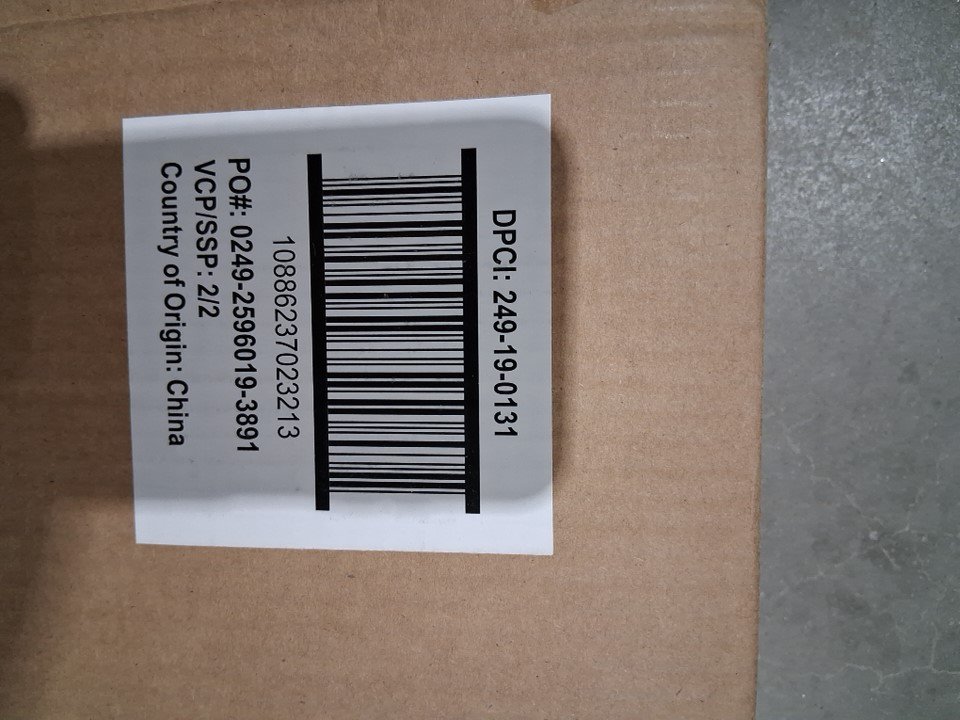 DPCI: 249-19-0131
10886237023213
PO#: 0249-2596019-3891
VCP/SSP: 2/2
Country of Origin: China